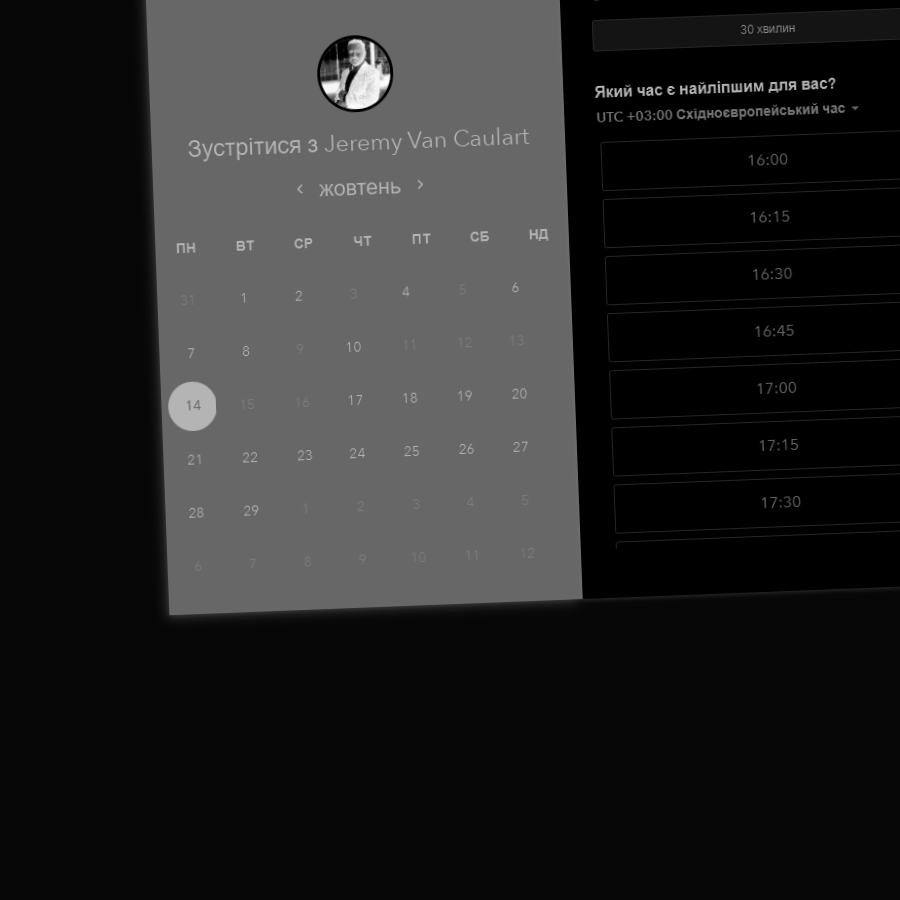 Зустрітися з Jeremy Van Caulart
жовтень
ПН ВТ СР ЧТ ПТ СБ НД
31 1 2 3 4 5 6
7 8 9 10 11 12 13
14 15 16 17 18 19 20
21 22 23 24 25 26 27
28 29 1 2 3 4 5
6 7 8 9 10 11 12
30 хвилин
Який час є найліпшим для вас?
UTC +03:00 Східноєвропейський час
16:00
16:15
16:30
16:45
17:00
17:15
17:30